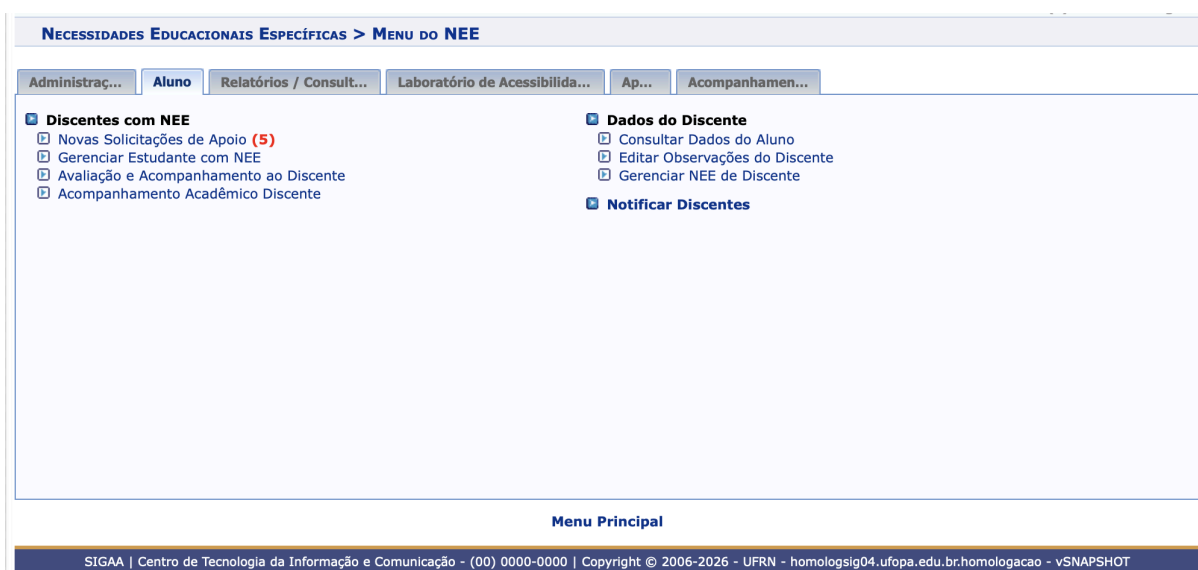 Necessidades Educacionais Específicas > Menu do NEE
Administraç... Aluno Relatórios / Consult... Laboratório de Acessibilida... Ap... Acompanhamen...
Discentes com NEE
Novas Solicitações de Apoio (5)
Gerenciar Estudante com NEE
Avaliação e Acompanhamento ao Discente
Acompanhamento Acadêmico Discente
Dados do Discente
Consultar Dados do Aluno
Editar Observações do Discente
Gerenciar NEE de Discente
Notificar Discentes
Menu Principal
SIGAA | Centro de Tecnologia da Informação e Comunicação - (00) 0000-0000 | Copyright © 2006-2026 - UFRN - homologsig04.ufopa.edu.br.homologacao - vSNAPSHOT